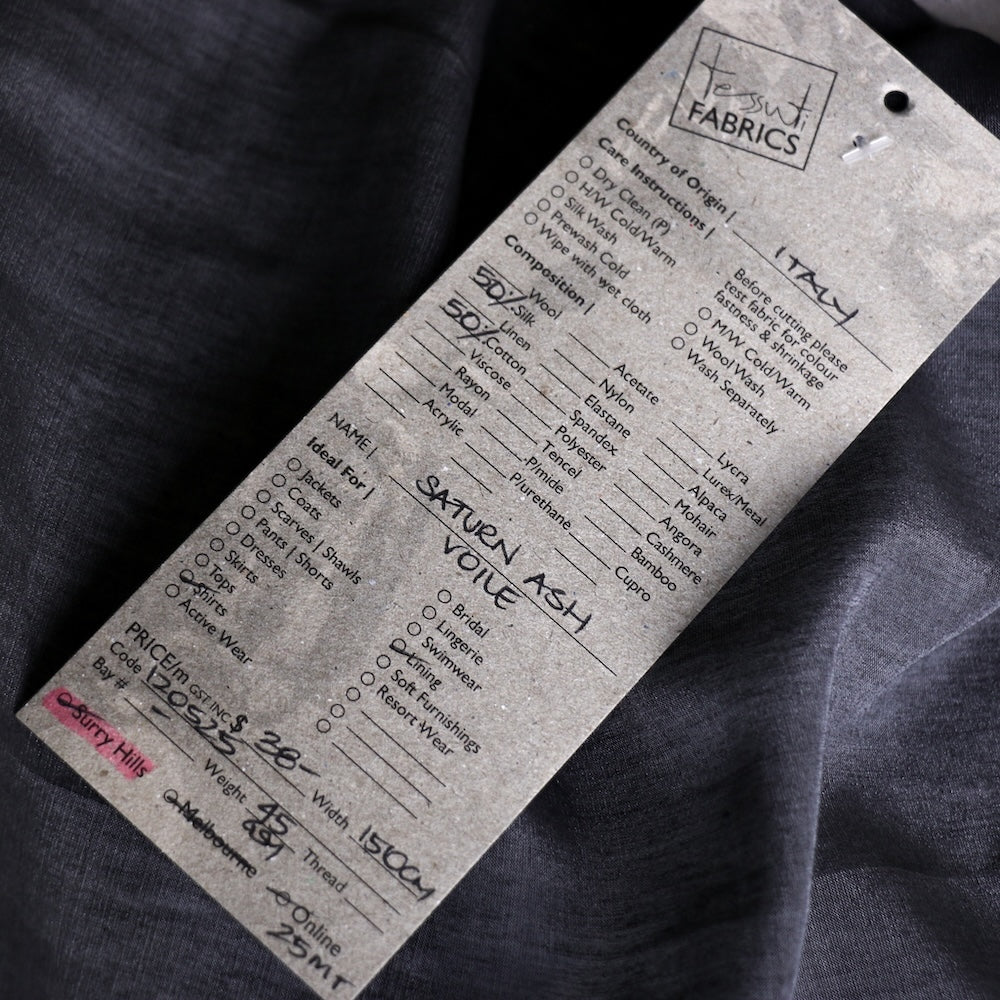 Tessuti
FABRICS
Country of Origin | ITALY
Care Instructions |
Dry Clean (P)
H/W Cold/Warm
Silk Wash
Prewash Cold
Wipe with wet cloth
Before cutting please
test fabric for colour
fastness & shrinkage
M/W Cold/Warm
Wool Wash
Wash Separately
Composition |
Wool
50% Silk
Linen
50% Cotton
Viscose
Rayon
Modal
Acrylic
Acetate
Nylon
Elastane
Spandex
Polyester
Tencel
P/mide
P/urethane
Lycra
Lurex/Metal
Alpaca
Mohair
Angora
Cashmere
Bamboo
Cupro
NAME | SATURN ASH
VOILE
Ideal For |
Jackets
Coats
Scarves | Shawls
Pants | Shorts
Dresses
Skirts
Tops
Shirts
Active Wear
Bridal
Lingerie
Swimwear
Lining
Soft Furnishings
Resort Wear
PRICE/m GST INC $ 38-
Code 120525 Width 150cm
Bay # - Weight 45 Thread
gsm
Surry Hills Melbourne Online
25MT